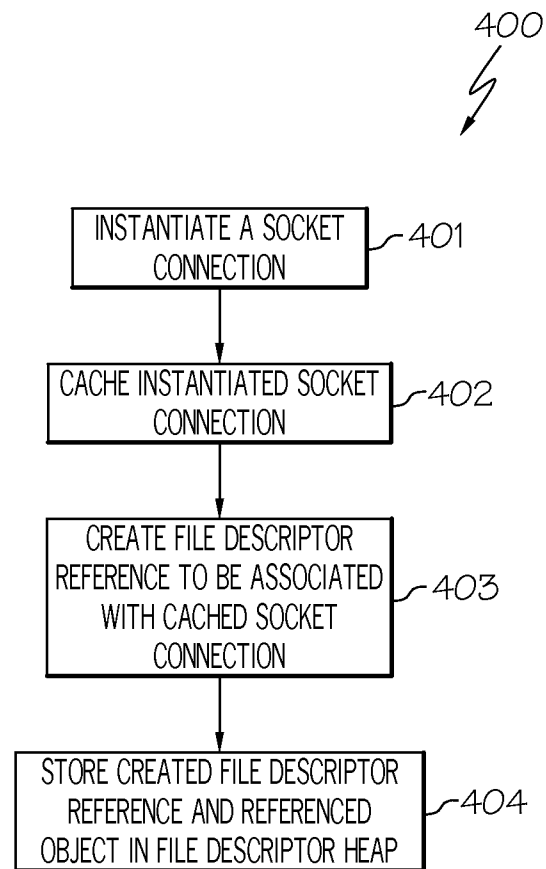 400
INSTANTIATE A SOCKET
CONNECTION
401
CACHE INSTANTIATED SOCKET
CONNECTION
402
CREATE FILE DESCRIPTOR
REFERENCE TO BE ASSOCIATED
WITH CACHED SOCKET
CONNECTION
403
STORE CREATED FILE DESCRIPTOR
REFERENCE AND REFERENCED
OBJECT IN FILE DESCRIPTOR HEAP
404